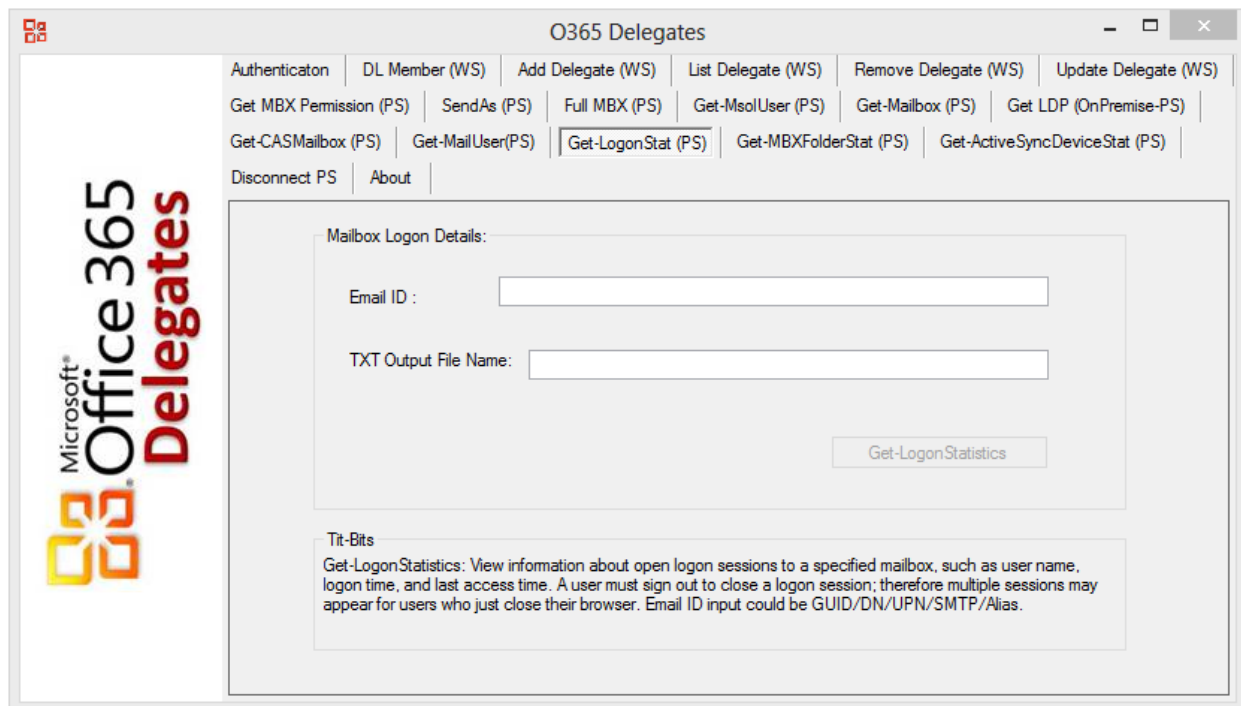 O365 Delegates
Authenticaton DL Member (WS) Add Delegate (WS) List Delegate (WS) Remove Delegate (WS) Update Delegate (WS)
Get MBX Permission (PS) SendAs (PS) Full MBX (PS) Get-MsolUser (PS) Get-Mailbox (PS) Get LDP (OnPremise-PS)
Get-CASMailbox (PS) Get-MailUser(PS) Get-LogonStat (PS) Get-MBXFolderStat (PS) Get-ActiveSyncDeviceStat (PS)
Disconnect PS About
Microsoft®
Office 365
Delegates
Mailbox Logon Details:
Email ID :
TXT Output File Name:
Get-LogonStatistics
Tit-Bits
Get-LogonStatistics: View information about open logon sessions to a specified mailbox, such as user name,
logon time, and last access time. A user must sign out to close a logon session; therefore multiple sessions may
appear for users who just close their browser. Email ID input could be GUID/DN/UPN/SMTP/Alias.